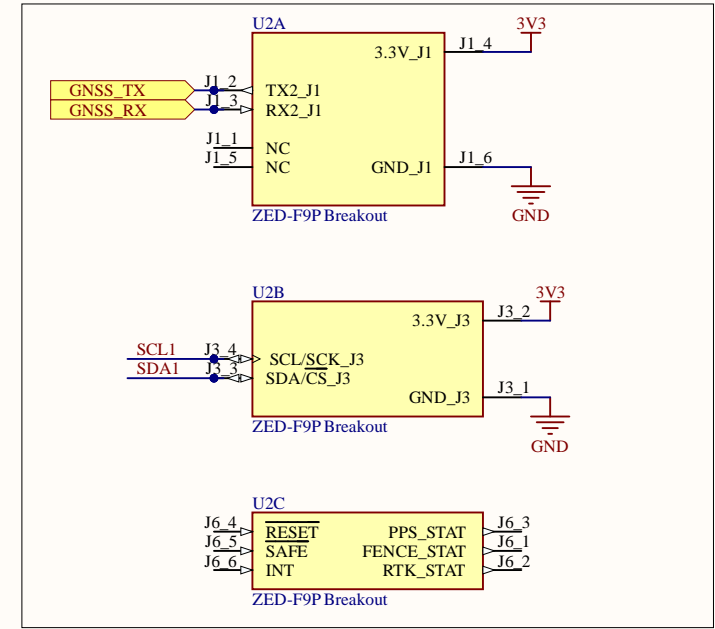 U2A
3V3
3.3V_J1 J1_4
GNSS_TX J1_2 TX2_J1
GNSS_RX J1_3 RX2_J1
J1_1 NC
J1_5 NC GND_J1 J1_6
ZED-F9P Breakout GND
U2B 3V3
3.3V_J3 J3_2
SCL1 J3_4 SCL/SCK_J3
SDA1 J3_3 SDA/CS_J3
GND_J3 J3_1
ZED-F9P Breakout
GND
U2C
J6_4 RESET PPS_STAT J6_3
J6_5 SAFE FENCE_STAT J6_1
J6_6 INT RTK_STAT J6_2
ZED-F9P Breakout